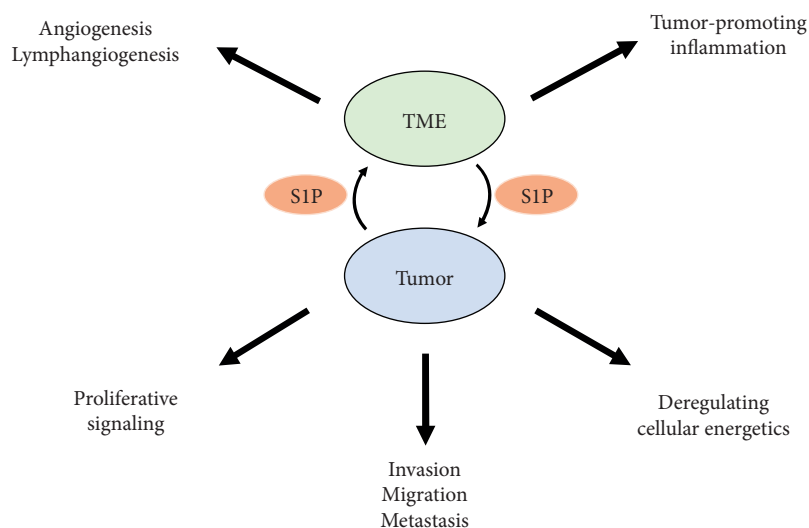 Angiogenesis
Lymphangiogenesis
Tumor-promoting
inflammation
TME
S1P
S1P
Tumor
Proliferative
signaling
Deregulating
cellular energetics
Invasion
Migration
Metastasis